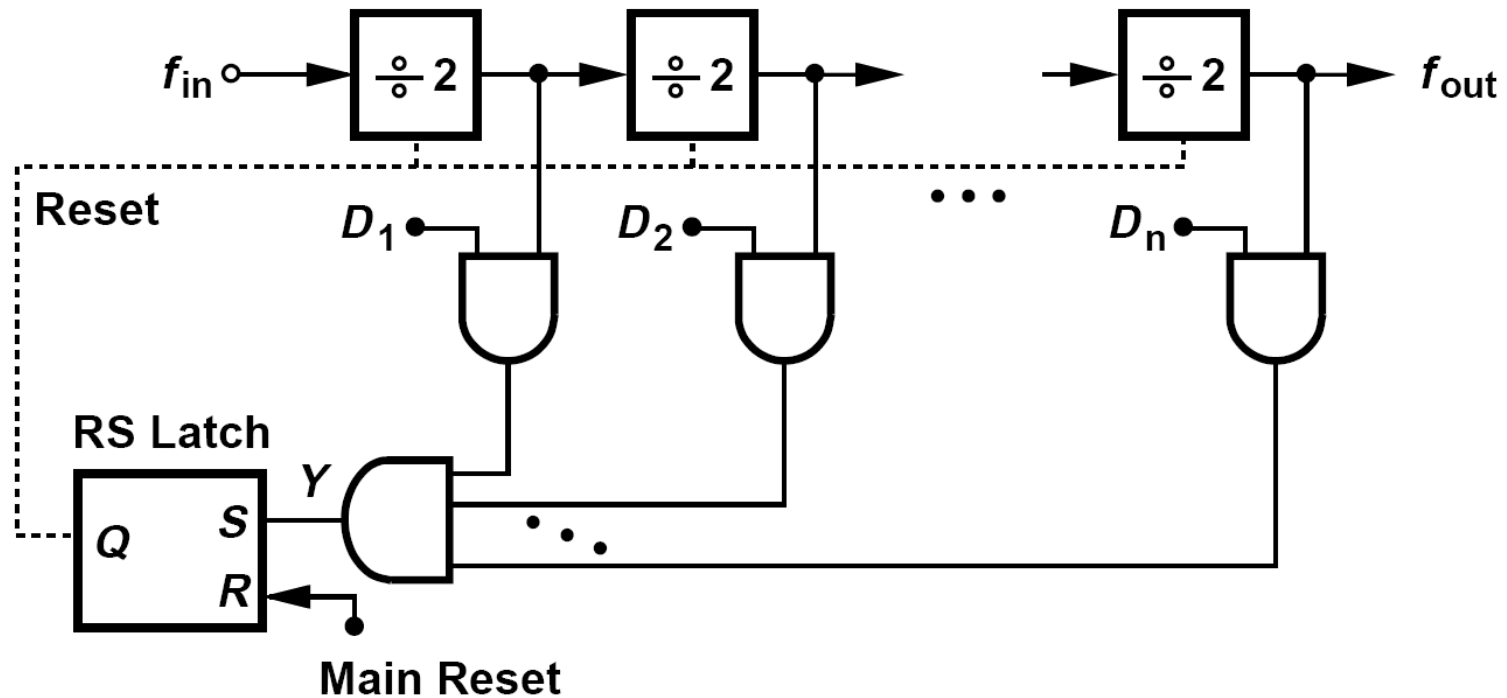 f_in ÷ 2 ÷ 2 ÷ 2 f_out
Reset
D_1 D_2 D_n
RS Latch
Y
S
Q
R
Main Reset